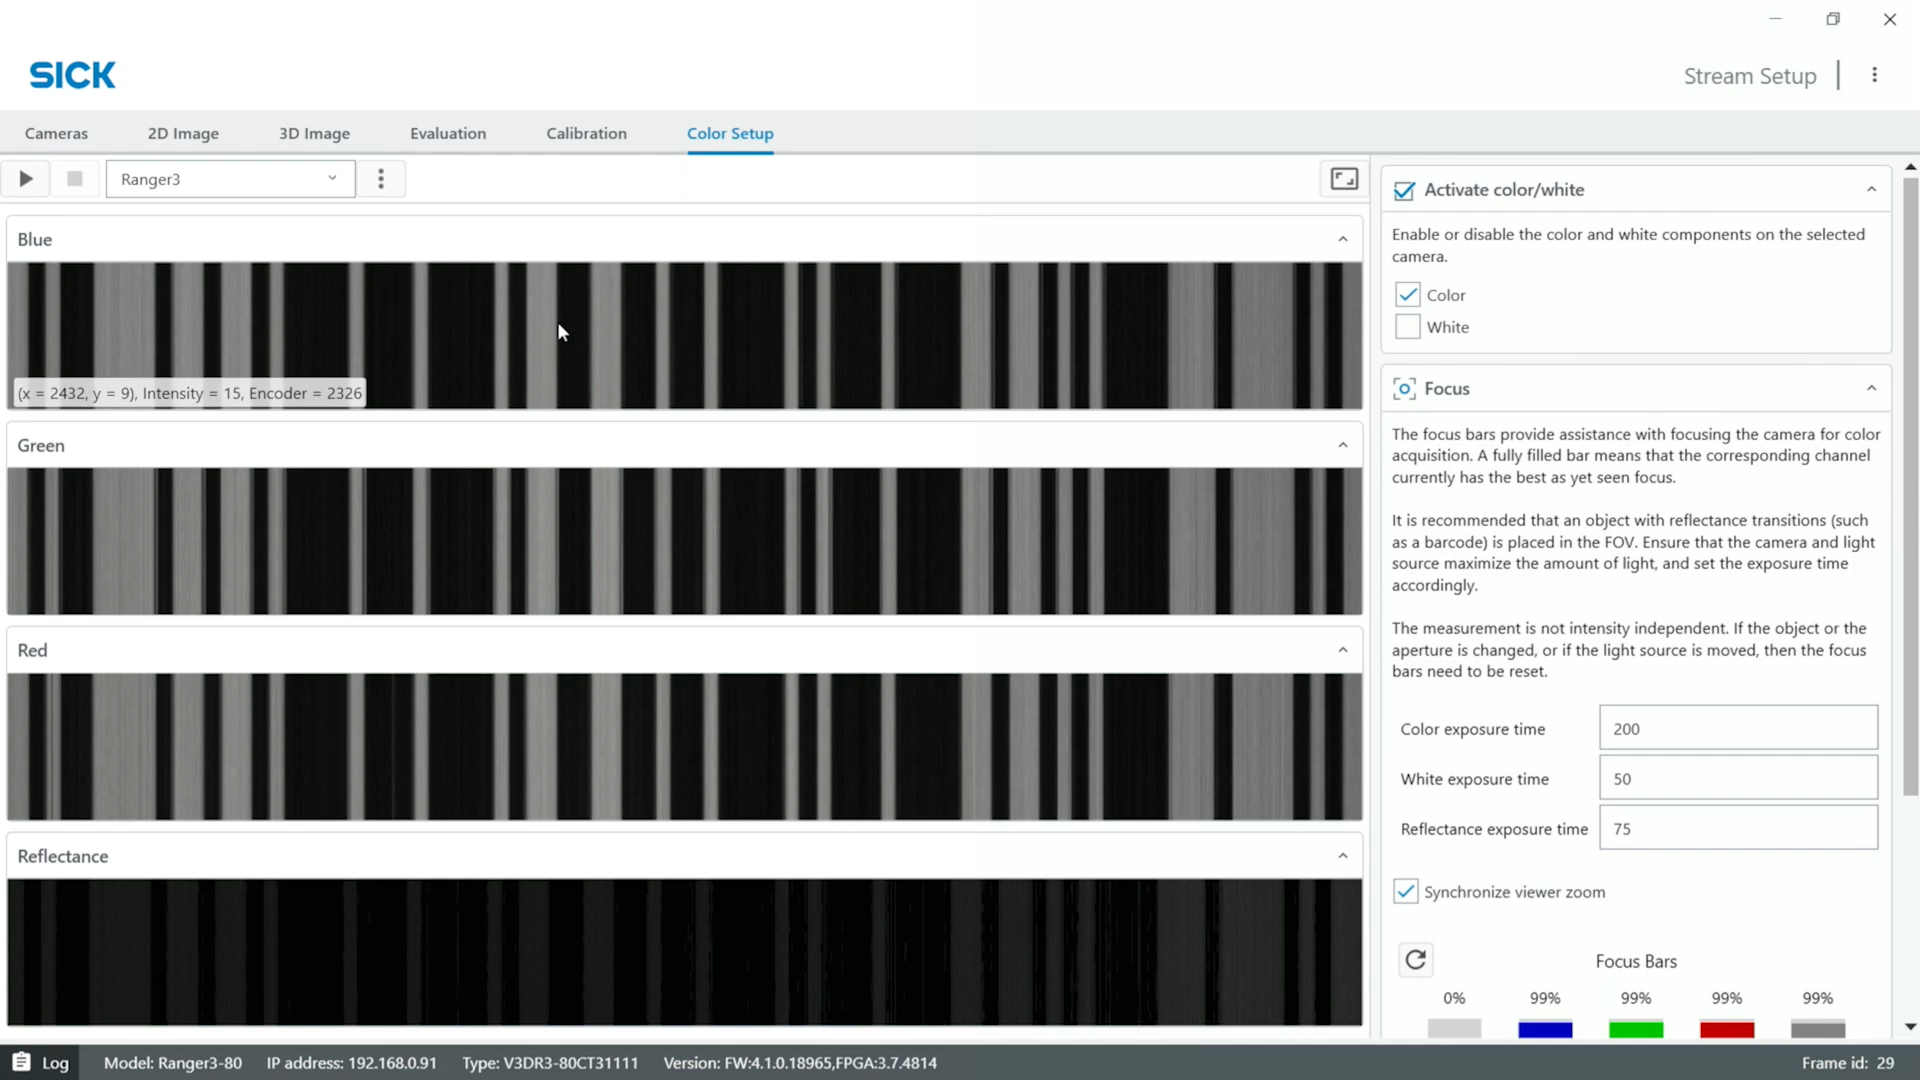 SICK
Stream Setup
Cameras
2D Image
3D Image
Evaluation
Calibration
Color Setup
Ranger3
Blue
(x = 2432, y = 9), Intensity = 15, Encoder = 2326
Green
Red
Reflectance
Activate color/white
Enable or disable the color and white components on the selected
camera.
Color
White
Focus
The focus bars provide assistance with focusing the camera for color
acquisition. A fully filled bar means that the corresponding channel
currently has the best as yet seen focus.
It is recommended that an object with reflectance transitions (such
as a barcode) is placed in the FOV. Ensure that the camera and light
source maximize the amount of light, and set the exposure time
accordingly.
The measurement is not intensity independent. If the object or the
aperture is changed, or if the light source is moved, then the focus
bars need to be reset.
Color exposure time 200
White exposure time 50
Reflectance exposure time 75
Synchronize viewer zoom
Focus Bars
0% 99% 99% 99% 99%
Log Model: Ranger3-80 IP address: 192.168.0.91 Type: V3DR3-80CT31111 Version: FW:4.1.0.18965,FPGA:3.7.4814 Frame id: 29